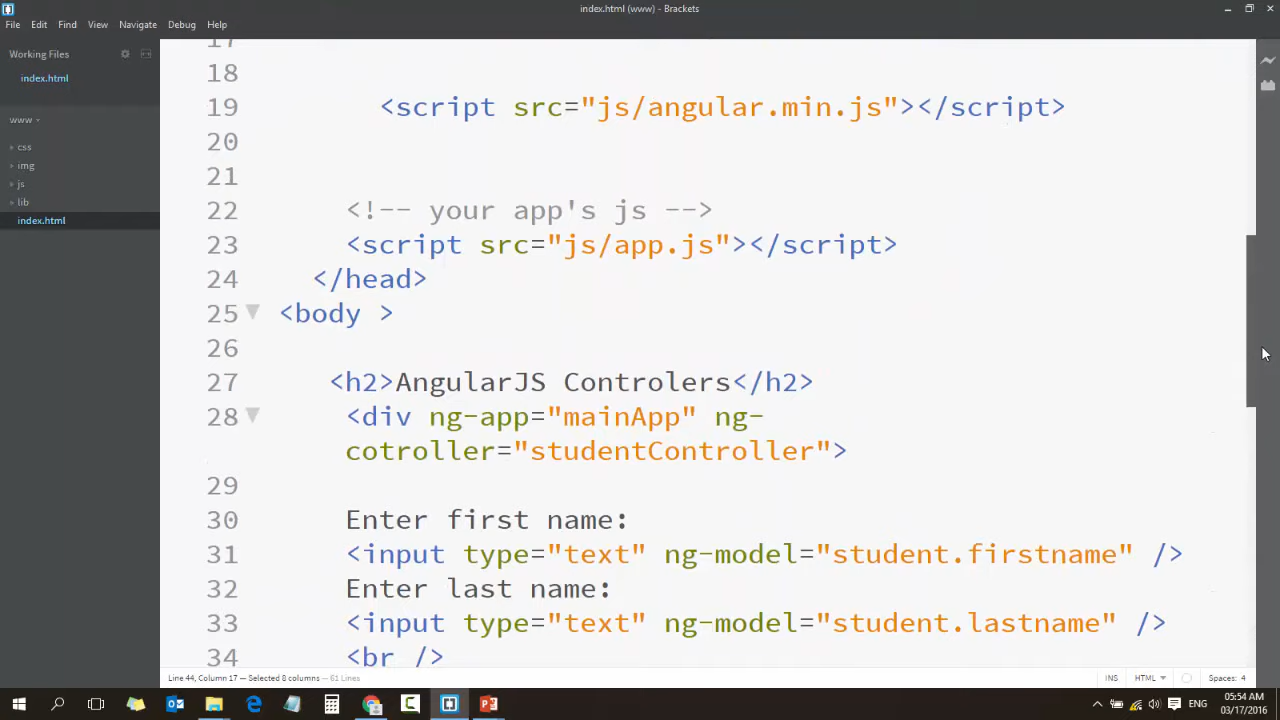 index.html (www) - Brackets
File Edit Find View Navigate Debug Help
Working Files
index.html
www
css
img
js
lib
index.html
18
19 <script src="js/angular.min.js"></script>
20
21
22 <!-- your app's js -->
23 <script src="js/app.js"></script>
24 </head>
25 <body >
26
27 <h2>AngularJS Controlers</h2>
28 <div ng-app="mainApp" ng-
cotroller="studentController">
29
30 Enter first name:
31 <input type="text" ng-model="student.firstname" />
32 Enter last name:
33 <input type="text" ng-model="student.lastname" />
34 <br />
Line 44, Column 17 — Selected 8 columns — 61 Lines
INS HTML Spaces: 4
ENG
05:54 AM
03/17/2016